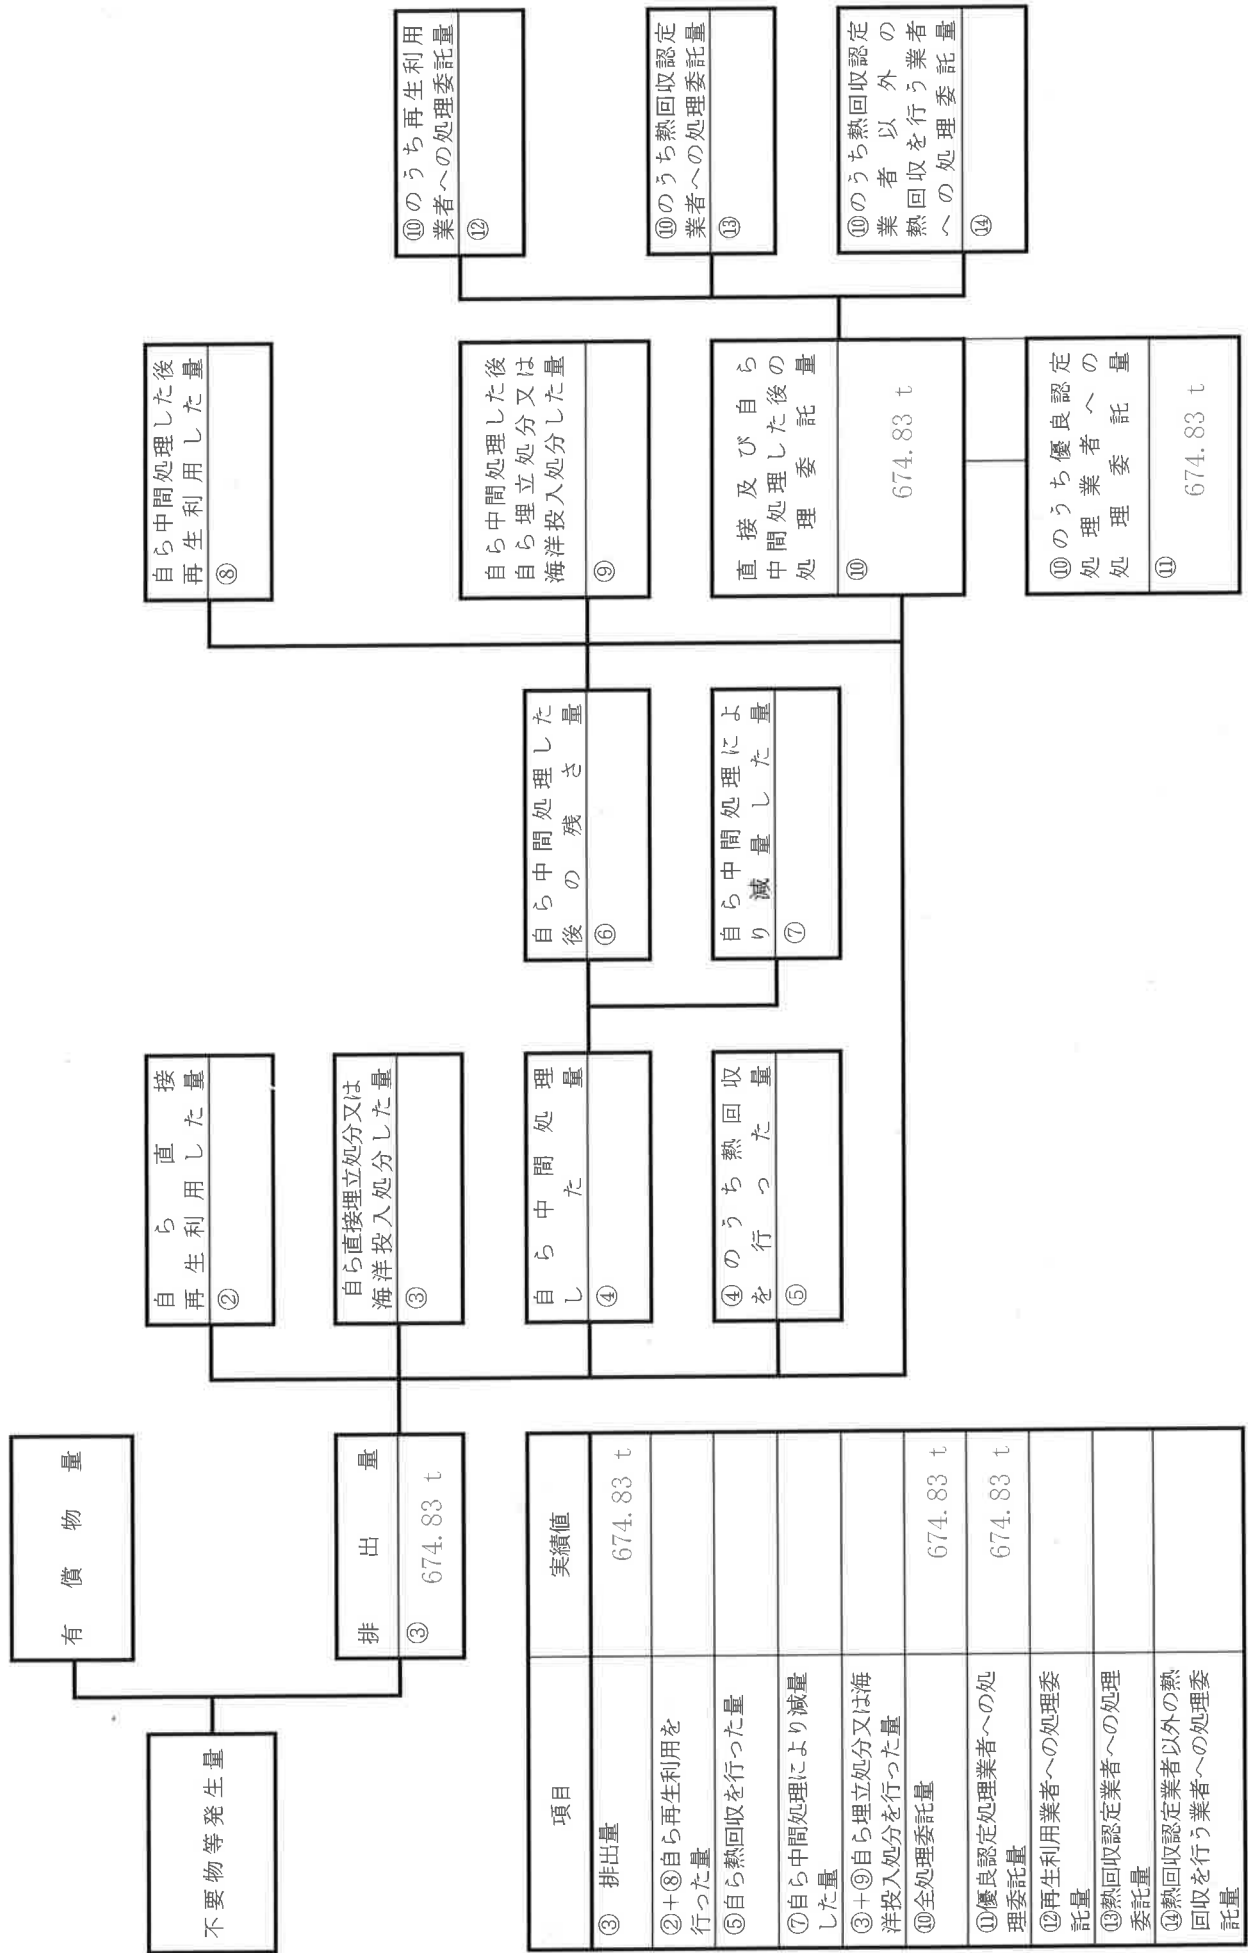 不要物等発生量
有償物量
排出量
③ 674.83 t
自ら直接
再生利用した量
②
自ら直接埋立処分又は
海洋投入処分した量
③
自ら中間処理
した量
④
④のうち熱回収
を行った量
⑤
自ら中間処理した
後の残さ量
⑥
自ら中間処理によ
り減量した量
⑦
自ら中間処理した後
再生利用した量
⑧
自ら中間処理した後
自ら埋立処分又は
海洋投入処分した量
⑨
直接及び自ら
中間処理した後の
処理委託量
⑩
674.83 t
⑩のうち優良認定
処理業者への
処理委託量
⑪
674.83 t
⑩のうち再生利用
業者への処理委託量
⑫
⑩のうち熱回収認定
業者への処理委託量
⑬
⑩のうち熱回収認定
業者以外の
熱回収を行う業者
への処理委託量
⑭
項目 実績値
③ 排出量 674.83 t
②+⑧自ら再生利用を
行った量
⑤自ら熱回収を行った量
⑦自ら中間処理により減量
した量
③+⑨自ら埋立処分又は海
洋投入処分を行った量
⑩全処理委託量 674.83 t
⑪優良認定処理業者への処
理委託量 674.83 t
⑫再生利用業者への処理委
託量
⑬熱回収認定業者への処理
委託量
⑭熱回収認定業者以外の熱
回収を行う業者への処理委
託量